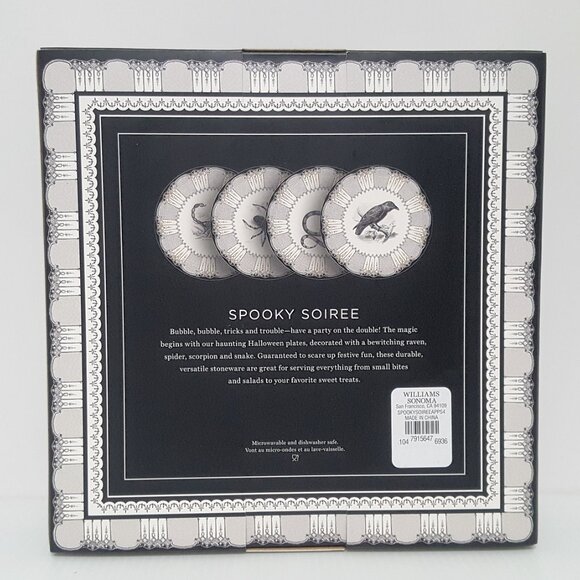 SPOOKY SOIREE
Bubble, bubble, tricks and trouble—have a party on the double! The magic
begins with our haunting Halloween plates, decorated with a bewitching raven,
spider, scorpion and snake. Guaranteed to scare up festive fun, these durable,
versatile stoneware are great for serving everything from small bites
and salads to your favorite sweet treats.
WILLIAMS
SONOMA
San Francisco, CA 94109
SPOOKYSOIREEAPPS4
MADE IN CHINA
104 7915647 6936
Microwavable and dishwasher safe.
Vont au micro-ondes et au lave-vaisselle.